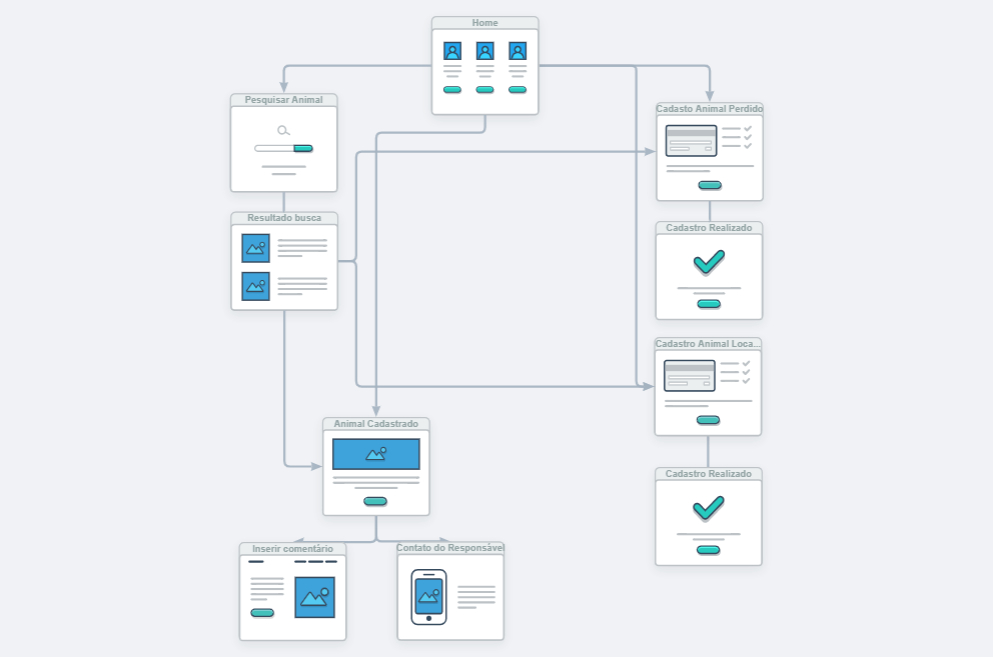 Home
Pesquisar Animal
Cadasto Animal Perdido
Resultado busca
Cadastro Realizado
Cadastro Animal Loca...
Animal Cadastrado
Cadastro Realizado
Inserir comentário
Contato do Responsável